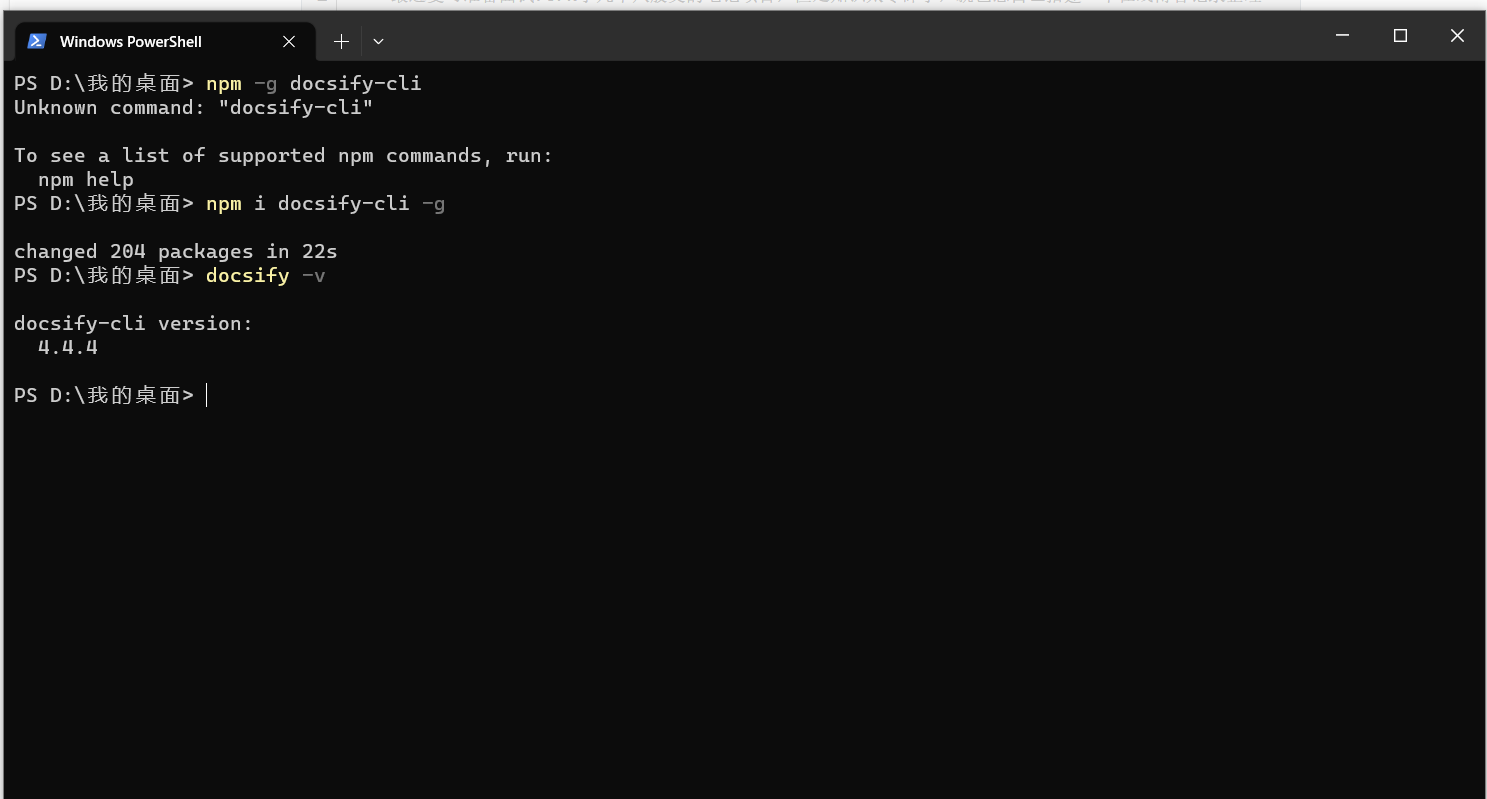 Windows PowerShell
PS D:\我的桌面> npm -g docsify-cli
Unknown command: "docsify-cli"
To see a list of supported npm commands, run:
  npm help
PS D:\我的桌面> npm i docsify-cli -g
changed 204 packages in 22s
PS D:\我的桌面> docsify -v
docsify-cli version:
  4.4.4
PS D:\我的桌面>